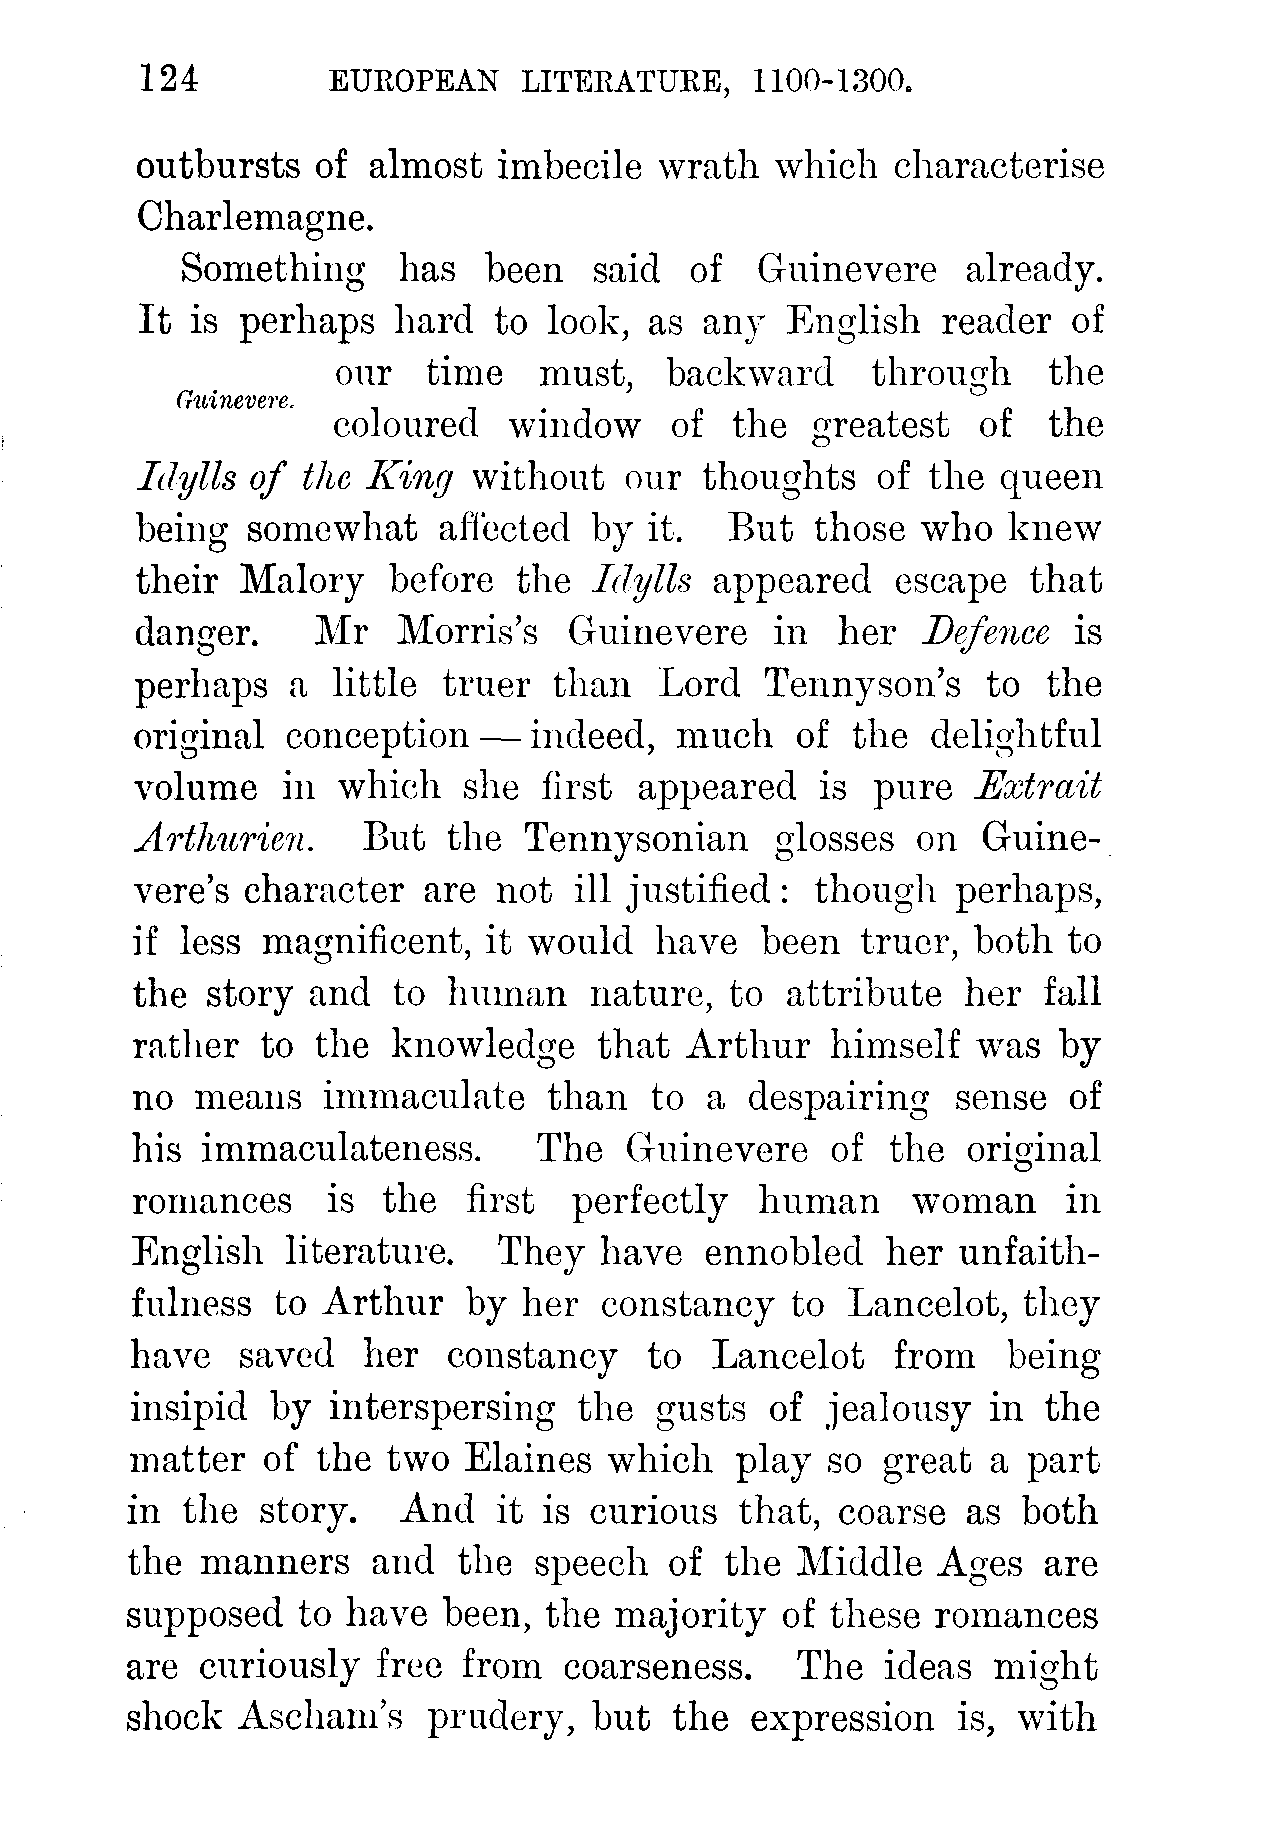 124 EUROPEAN LITERATURE, 1100-1300.
outbursts of almost imbecile wrath which characterise
Charlemagne.
Something has been said of Guinevere already.
It is perhaps hard to look, as any English reader of
our time must, backward through the
Guinevere.
coloured window of the greatest of the
Idylls of the King without our thoughts of the queen
being somewhat affected by it. But those who knew
their Malory before the Idylls appeared escape that
danger. Mr Morris's Guinevere in her Defence is
perhaps a little truer than Lord Tennyson's to the
original conception — indeed, much of the delightful
volume in which she first appeared is pure Extrait
Arthurien. But the Tennysonian glosses on Guine-
vere's character are not ill justified: though perhaps,
if less magnificent, it would have been truer, both to
the story and to human nature, to attribute her fall
rather to the knowledge that Arthur himself was by
no means immaculate than to a despairing sense of
his immaculateness. The Guinevere of the original
romances is the first perfectly human woman in
English literature. They have ennobled her unfaith-
fulness to Arthur by her constancy to Lancelot, they
have saved her constancy to Lancelot from being
insipid by interspersing the gusts of jealousy in the
matter of the two Elaines which play so great a part
in the story. And it is curious that, coarse as both
the manners and the speech of the Middle Ages are
supposed to have been, the majority of these romances
are curiously free from coarseness. The ideas might
shock Ascham's prudery, but the expression is, with